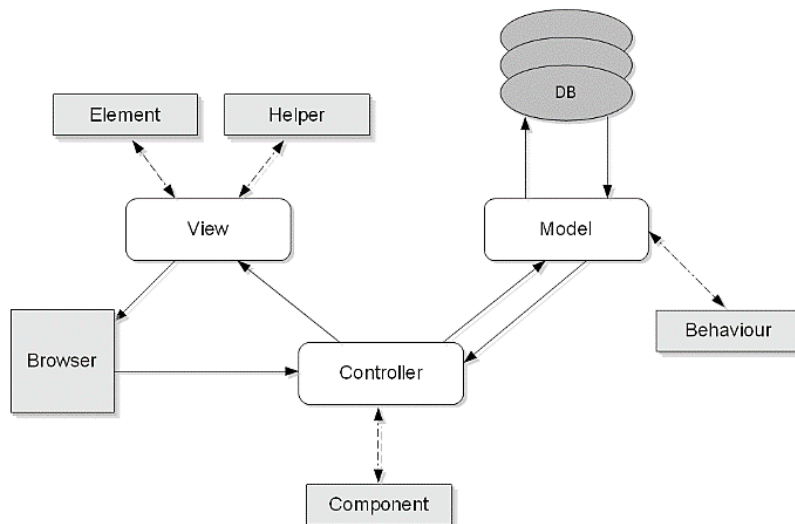 DB
Element
Helper
View
Model
Browser
Behaviour
Controller
Component